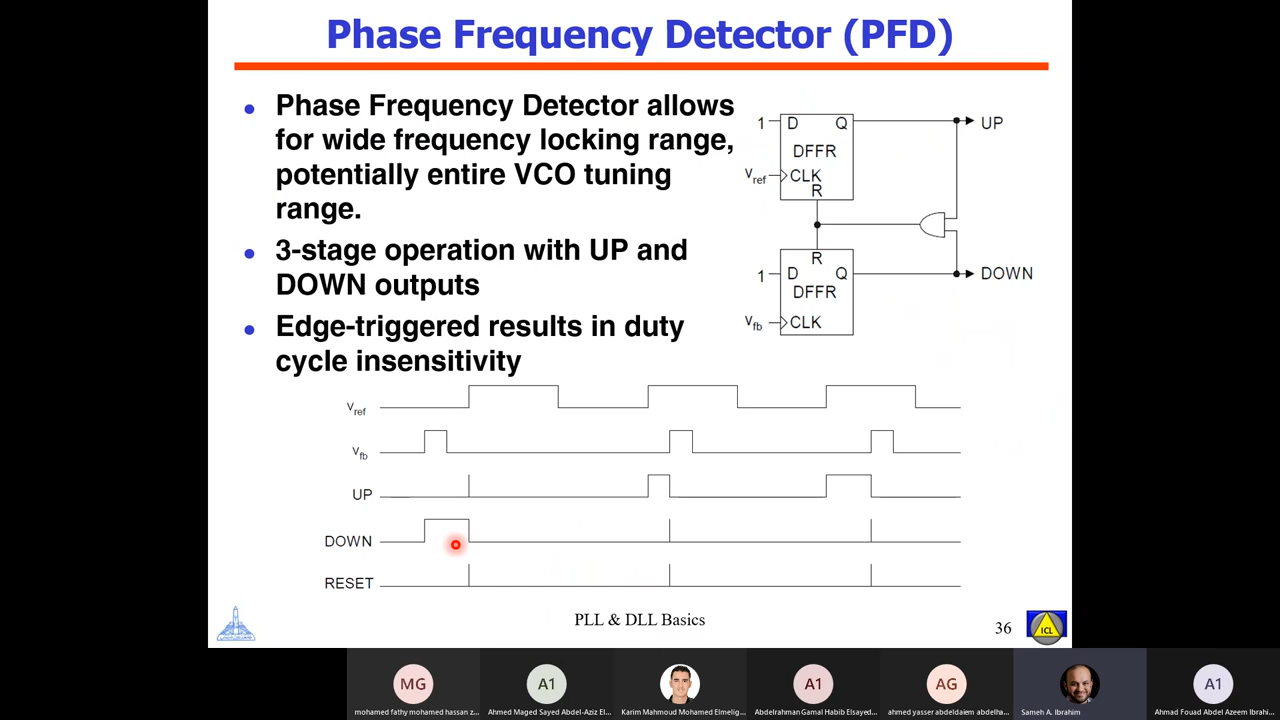 Phase Frequency Detector (PFD)
• Phase Frequency Detector allows
for wide frequency locking range,
potentially entire VCO tuning
range.
• 3-stage operation with UP and
DOWN outputs
• Edge-triggered results in duty
cycle insensitivity
1 D Q UP
DFFR
Vref CLK
R
R
1 D Q DOWN
DFFR
Vfb CLK
Vref
Vfb
UP
DOWN
RESET
PLL & DLL Basics
36
ICL
MG
A1
A1
AG
A1
mohamed fathy mohamed hassan z...
Ahmed Maged Sayed Abdel-Aziz El...
Karim Mahmoud Mohamed Elmelig...
Abdelrahman Gamal Habib Elsayed...
ahmed yasser abdeldaiem abdelha...
Sameh A. Ibrahim
Ahmad Fouad Abdel Azeem Ibrahi...